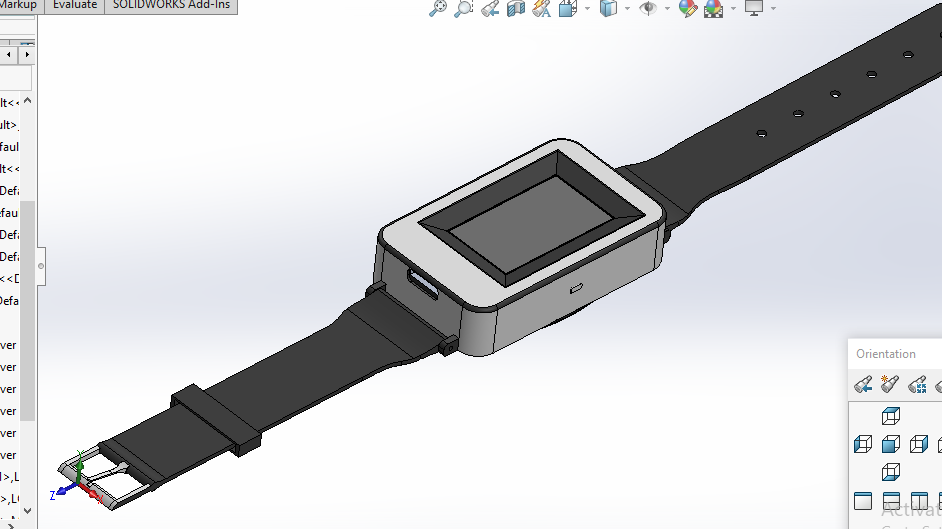 Markup Evaluate SOLIDWORKS Add-Ins
lt<<
ult>,
faul
lt<<
Defa
efau
Defa
Defa
<<D
Defa
ver
ver
ver
ver
ver
ver
>,L
>,L
Orientation
Activat
Z